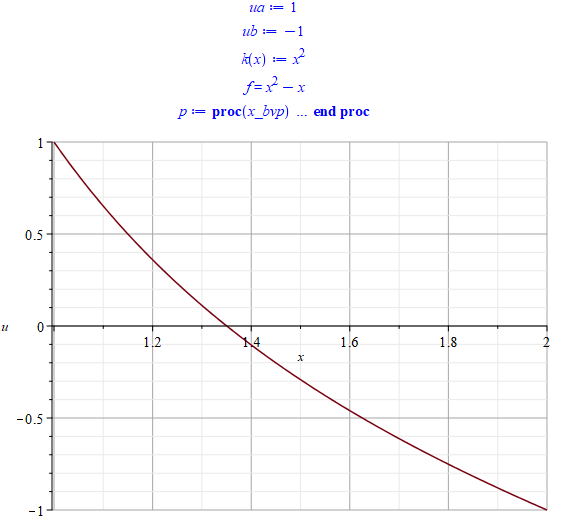 ua := 1
ub := −1
k(x) := x²
f = x² − x
p := proc(x_bvp) ... end proc
1
0.5
u
0
1.2
1.4
1.6
1.8
2
x
−0.5
−1